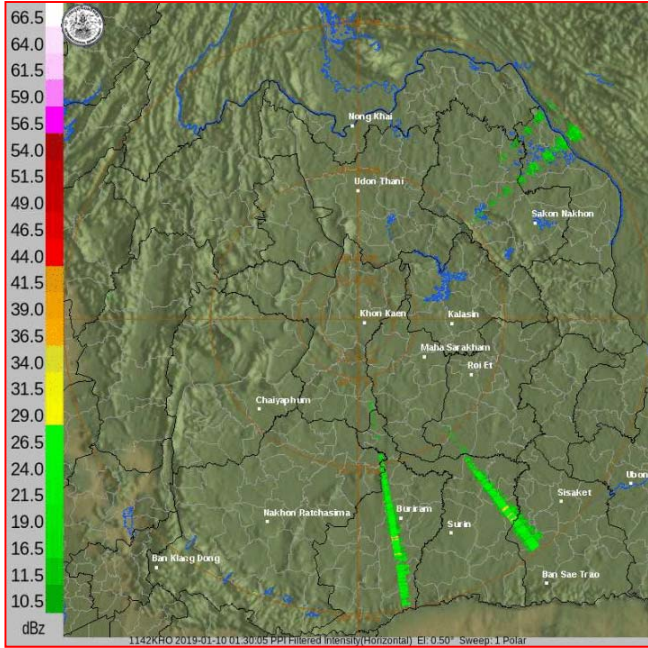 66.5
64.0
61.5
59.0
56.5
54.0
51.5
49.0
46.5
44.0
41.5
39.0
36.5
34.0
31.5
29.0
26.5
24.0
21.5
19.0
16.5
11.5
10.5
dBz
Nong Khai
Udon Thani
Sakon Nakhon
Khon Kaen
Kalasin
Maha Sarakham
Roi Et
Chaiyaphum
Ubon
Sisaket
Nakhon Ratchasima
Buriram
Surin
Ban Klang Dong
Ban Sae Trao
1142KHO 2019-01-10 01:30:05 PPI Filtered Intensity(Horizontal) El: 0.50° Sweep: 1 Polar